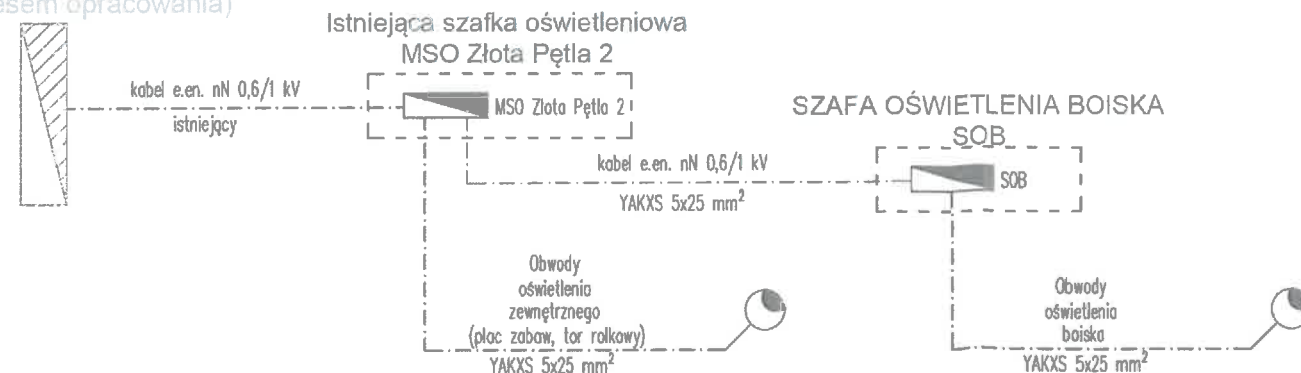 esem opracowania)
Istniejąca szafka oświetleniowa
MSO Złota Pętla 2
kabel e.en. nN 0,6/1 kV
istniejący
MSO Złota Pętla 2
SZAFA OŚWIETLENIA BOISKA
SOB
kabel e.en. nN 0,6/1 kV
YAKXS 5x25 mm²
SOB
Obwody
oświetlenia
zewnętrznego
(plac zabaw, tor rolkowy)
YAKXS 5x25 mm²
Obwody
oświetlenia
boiska
YAKXS 5x25 mm²